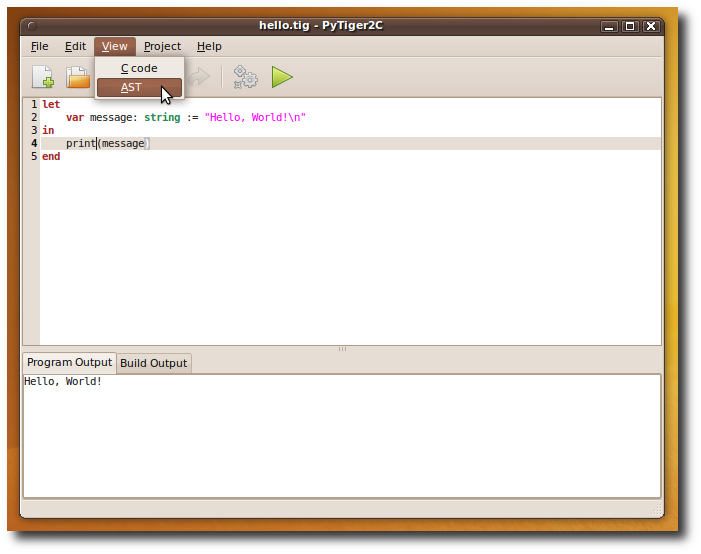 hello.tig - PyTiger2C
File Edit View Project Help
C code
AST
1 let
2     var message: string := "Hello, World!\n"
3 in
4     print(message)
5 end
Program Output Build Output
Hello, World!